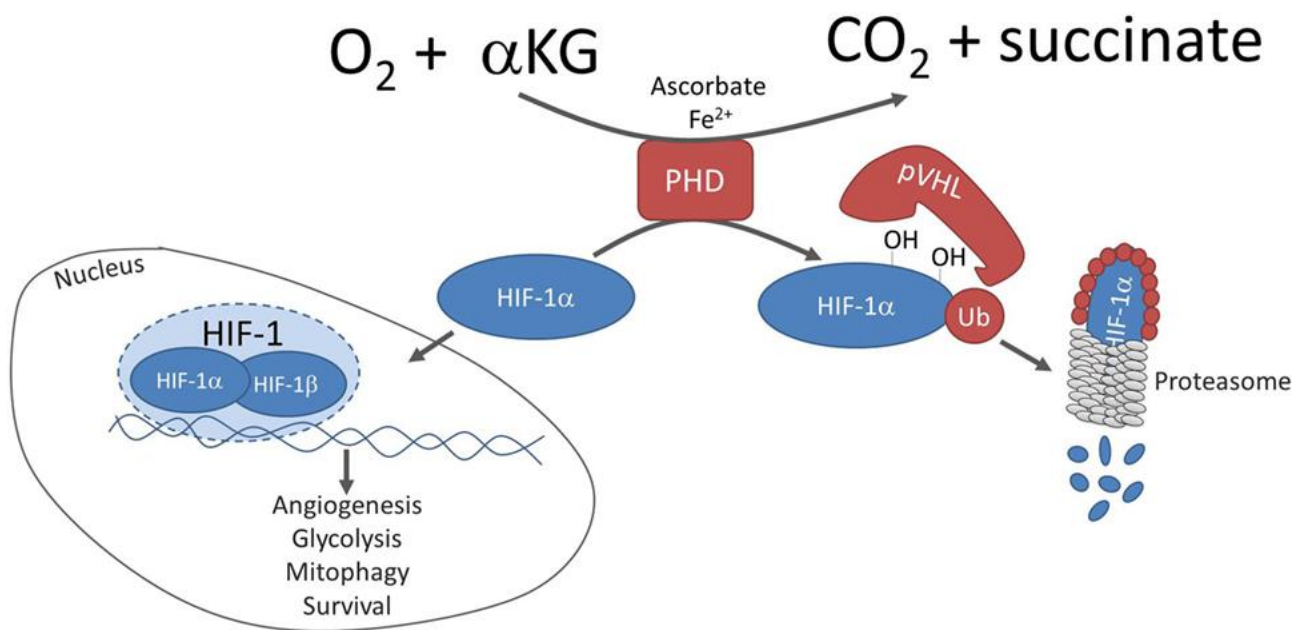 O₂ + αKG
CO₂ + succinate
Ascorbate
Fe²⁺
PHD
pVHL
OH
OH
HIF-1α
HIF-1α
Ub
HIF-1α
Proteasome
Nucleus
HIF-1
HIF-1α
HIF-1β
Angiogenesis
Glycolysis
Mitophagy
Survival